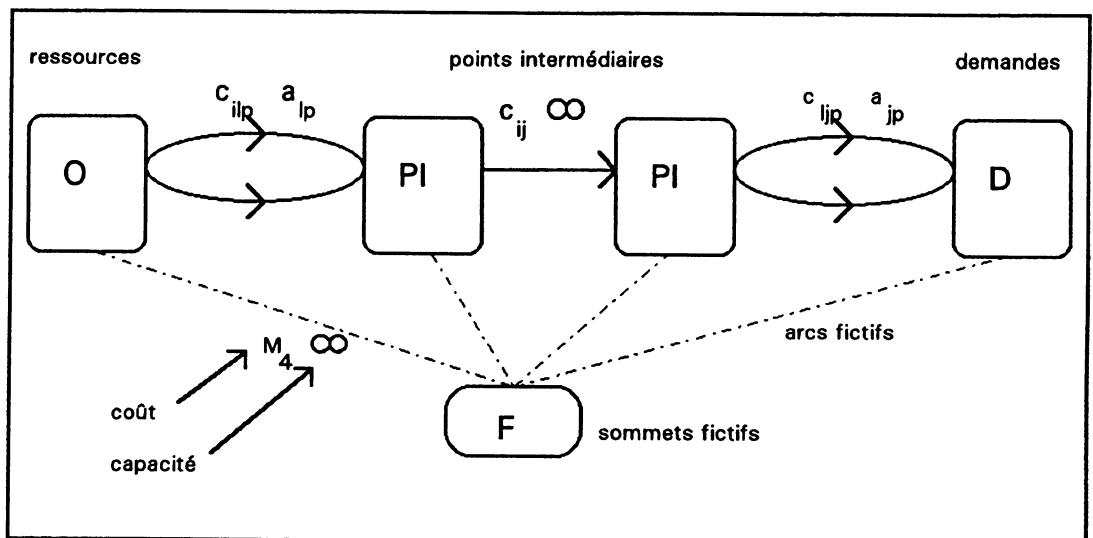 ressources
points intermédiaires
demandes
c ilp a lp
c ij ∞
c ljp a jp
O
PI
PI
D
arcs fictifs
M 4 ∞
coût
capacité
F
sommets fictifs